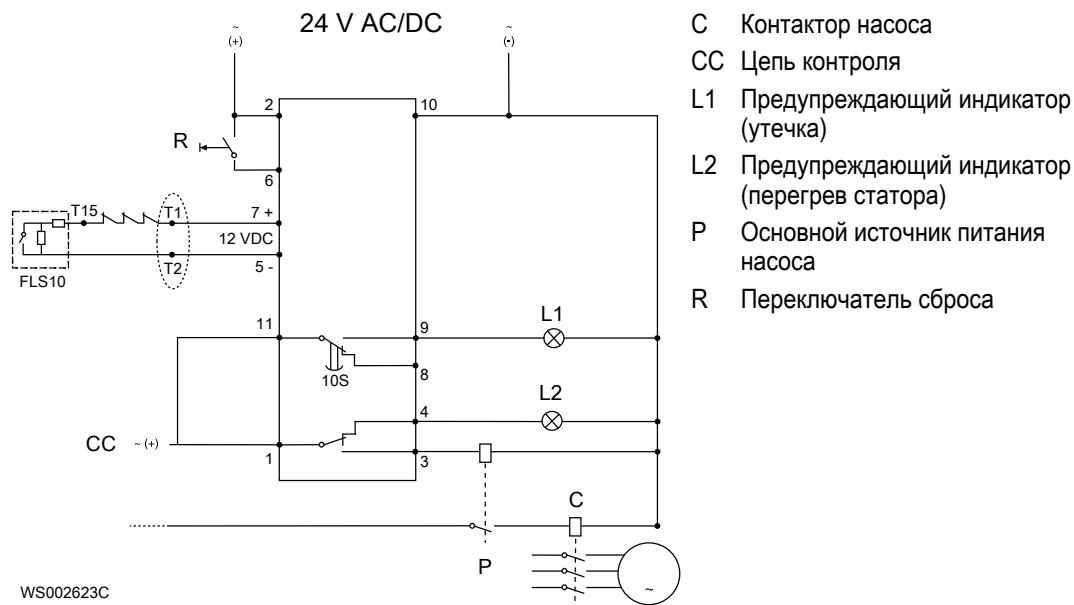 24 V AC/DC
~
(+)
~
(-)
2
10
R
6
T15
T1
7 +
12 VDC
T2
5 -
FLS10
11
9
L1
8
10S
4
L2
CC ~ (+)
1
3
C
P
~
WS002623C
C Контактор насоса
CC Цепь контроля
L1 Предупреждающий индикатор
(утечка)
L2 Предупреждающий индикатор
(перегрев статора)
P Основной источник питания
насоса
R Переключатель сброса